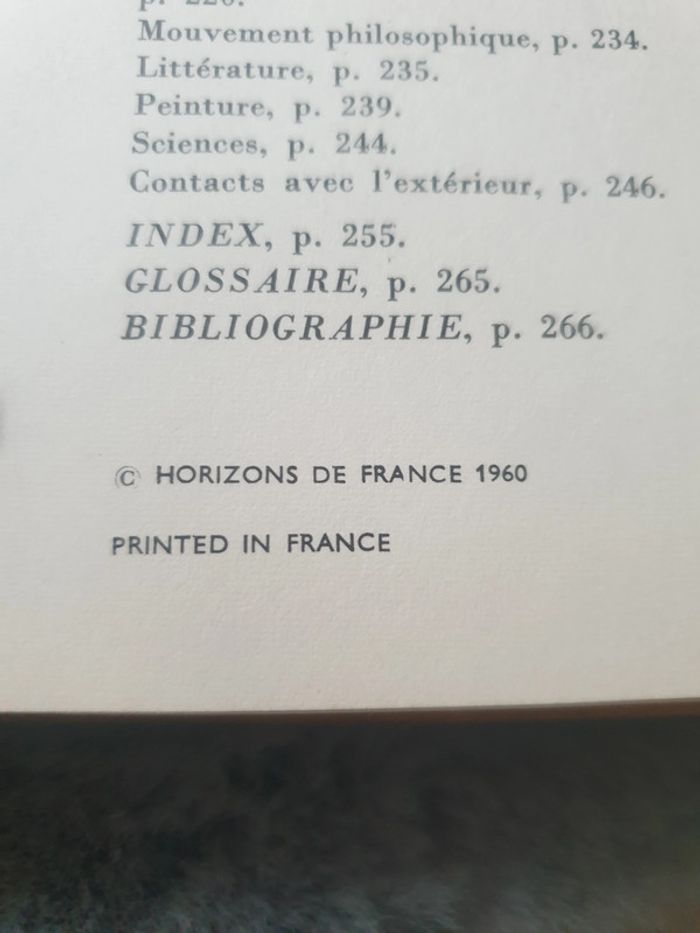 Mouvement philosophique, p. 234.
Littérature, p. 235.
Peinture, p. 239.
Sciences, p. 244.
Contacts avec l'extérieur, p. 246.
INDEX, p. 255.
GLOSSAIRE, p. 265.
BIBLIOGRAPHIE, p. 266.
© HORIZONS DE FRANCE 1960
PRINTED IN FRANCE